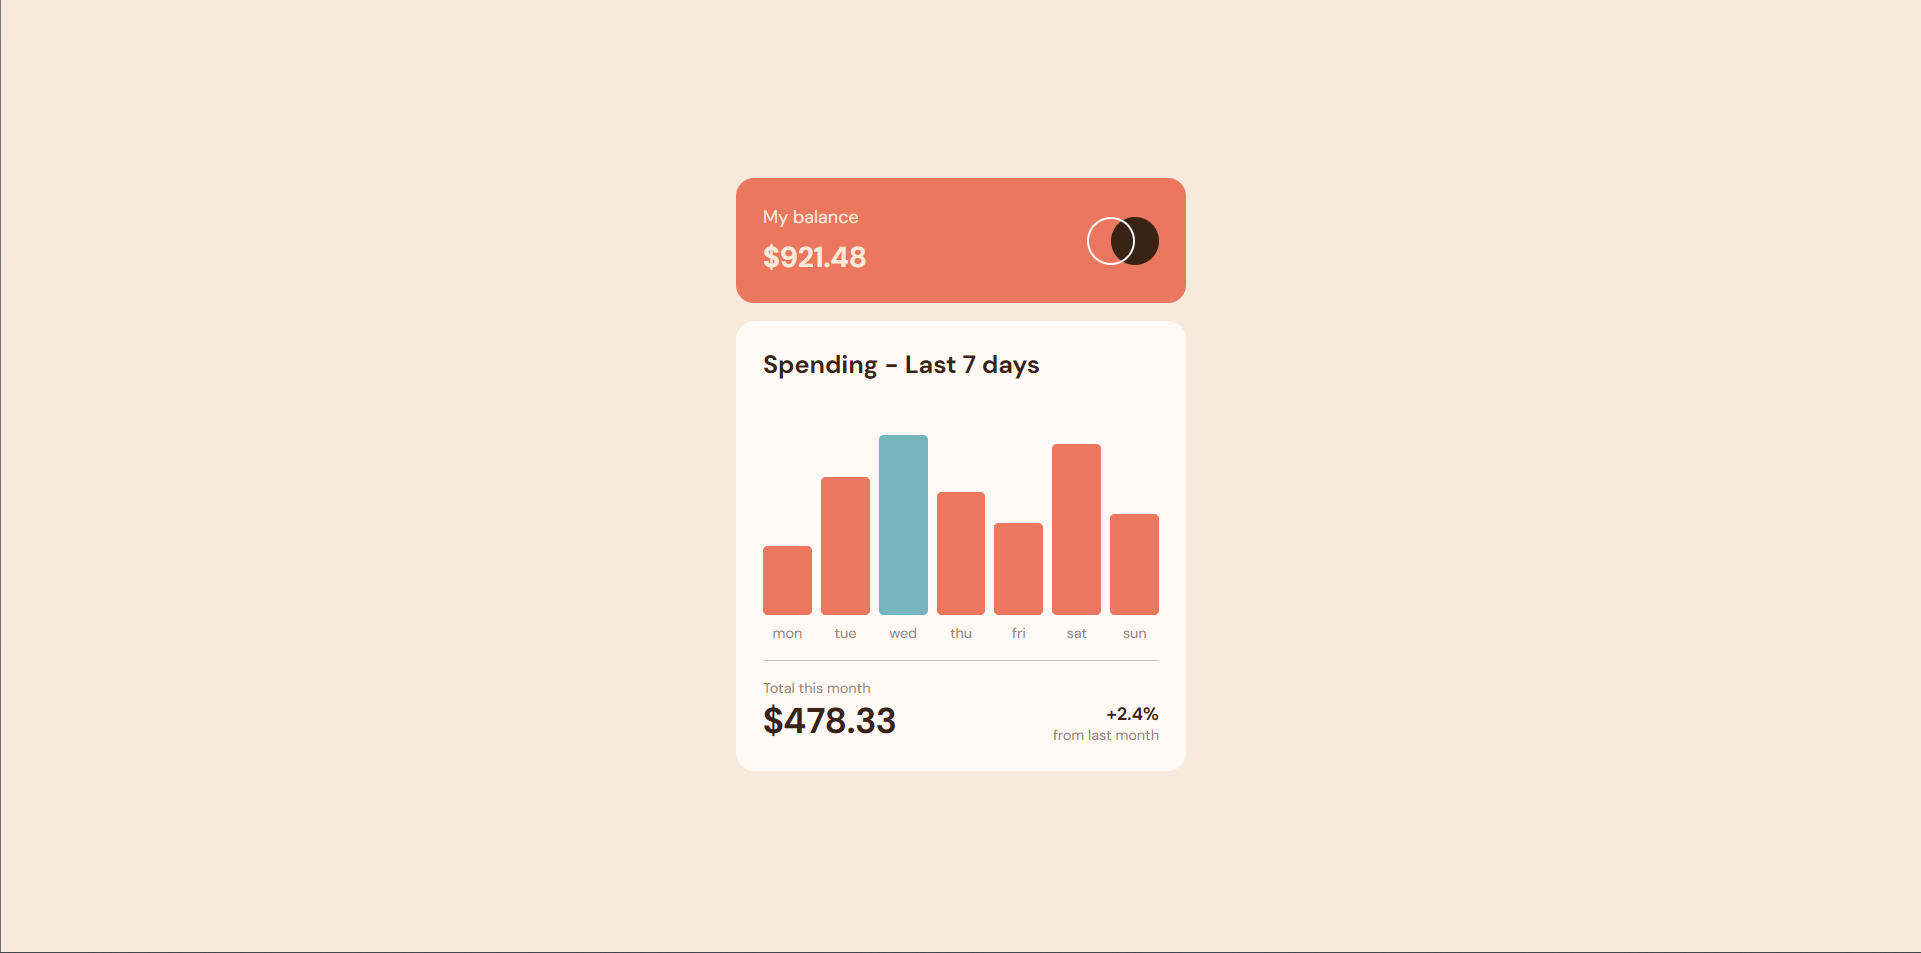 My balance
$921.48
Spending - Last 7 days
mon tue wed thu fri sat sun
Total this month
$478.33
+2.4%
from last month